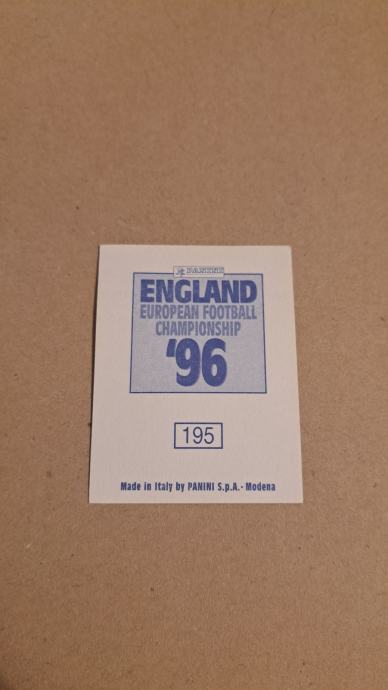 PANINI
ENGLAND
EUROPEAN FOOTBALL
CHAMPIONSHIP
'96
195
Made in Italy by PANINI S.p.A. - Modena